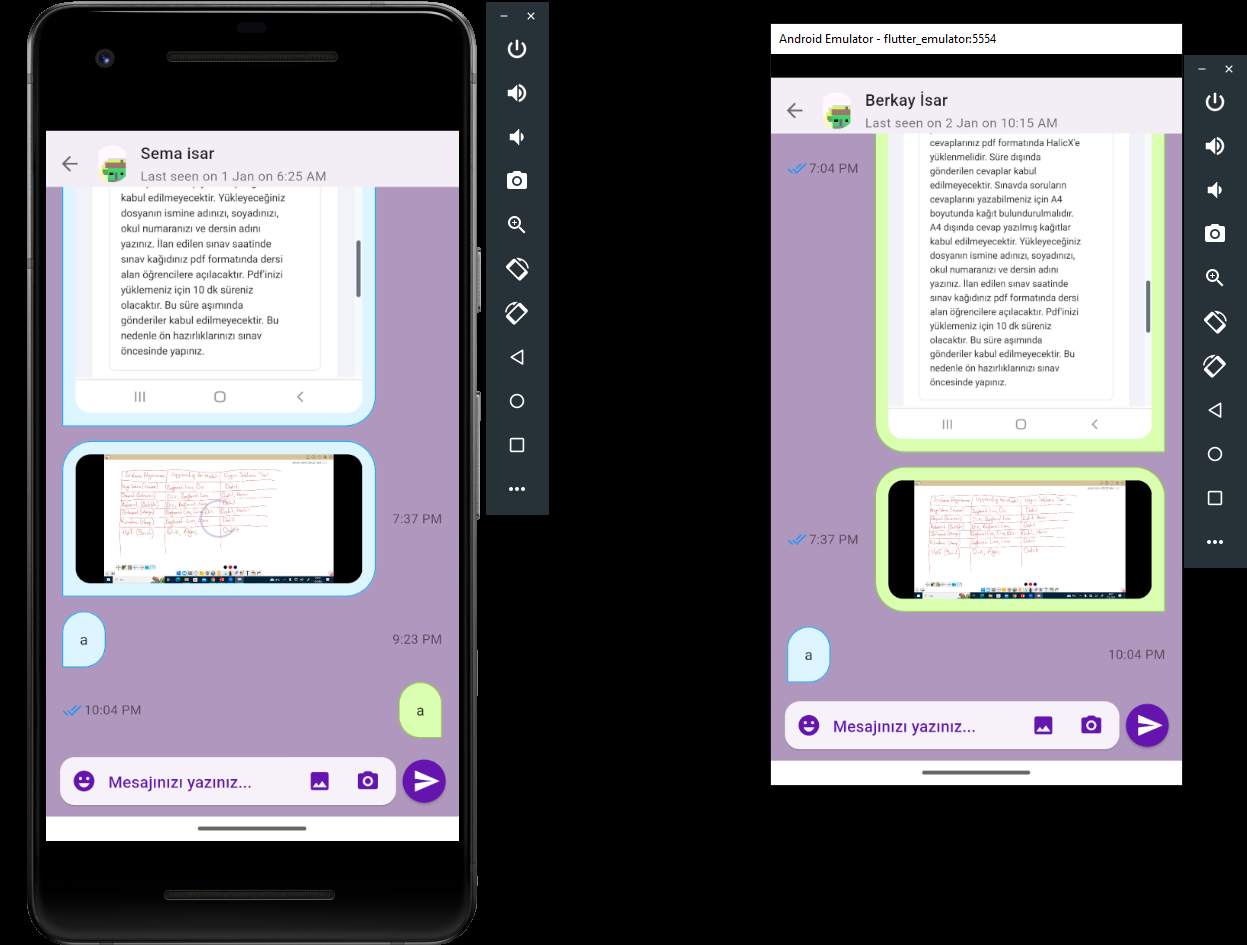 Sema isar
Last seen on 1 Jan on 6:25 AM
kabul edilmeyecektir. Yükleyeceğiniz
dosyanın ismine adınızı, soyadınızı,
okul numaranızı ve dersin adını
yazınız. İlan edilen sınav saatinde
sınav kağıdınız pdf formatında dersi
alan öğrencilere açılacaktır. Pdf'inizi
yüklemeniz için 10 dk süreniz
olacaktır. Bu süre aşımında
gönderiler kabul edilmeyecektir. Bu
nedenle ön hazırlıklarınızı sınav
öncesinde yapınız.
7:37 PM
a
9:23 PM
10:04 PM
a
Mesajınızı yazınız...
Android Emulator - flutter_emulator:5554
Berkay İsar
Last seen on 2 Jan on 10:15 AM
7:04 PM
cevaplarınız pdf formatında HalicX'e
yüklenmelidir. Süre dışında
gönderilen cevaplar kabul
edilmeyecektir. Sınavda soruların
cevaplarını yazabilmeniz için A4
boyutunda kağıt bulundurulmalıdır.
A4 dışında cevap yazılmış kağıtlar
kabul edilmeyecektir. Yükleyeceğiniz
dosyanın ismine adınızı, soyadınızı,
okul numaranızı ve dersin adını
yazınız. İlan edilen sınav saatinde
sınav kağıdınız pdf formatında dersi
alan öğrencilere açılacaktır. Pdf'inizi
yüklemeniz için 10 dk süreniz
olacaktır. Bu süre aşımında
gönderiler kabul edilmeyecektir. Bu
nedenle ön hazırlıklarınızı sınav
öncesinde yapınız.
7:37 PM
a
10:04 PM
Mesajınızı yazınız...